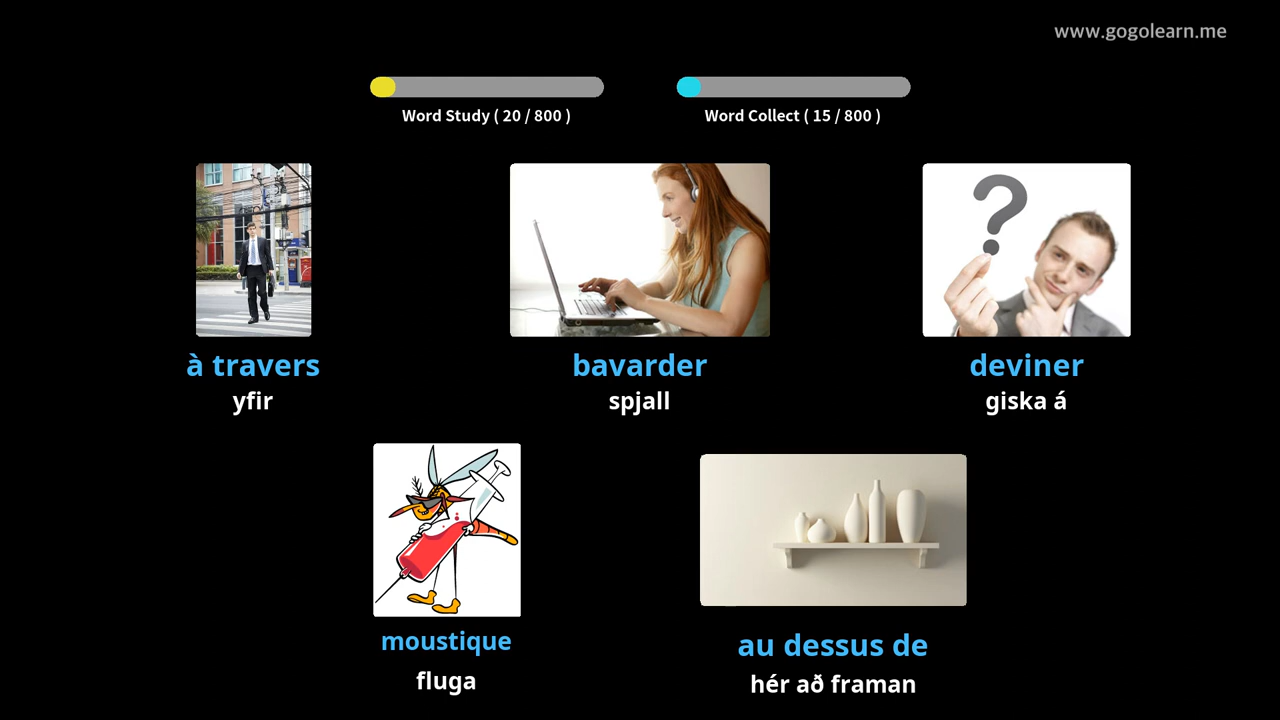 www.gogolearn.me
Word Study ( 20 / 800 )
Word Collect ( 15 / 800 )
à travers
yfir
bavarder
spjall
deviner
giska á
moustique
fluga
au dessus de
hér að framan